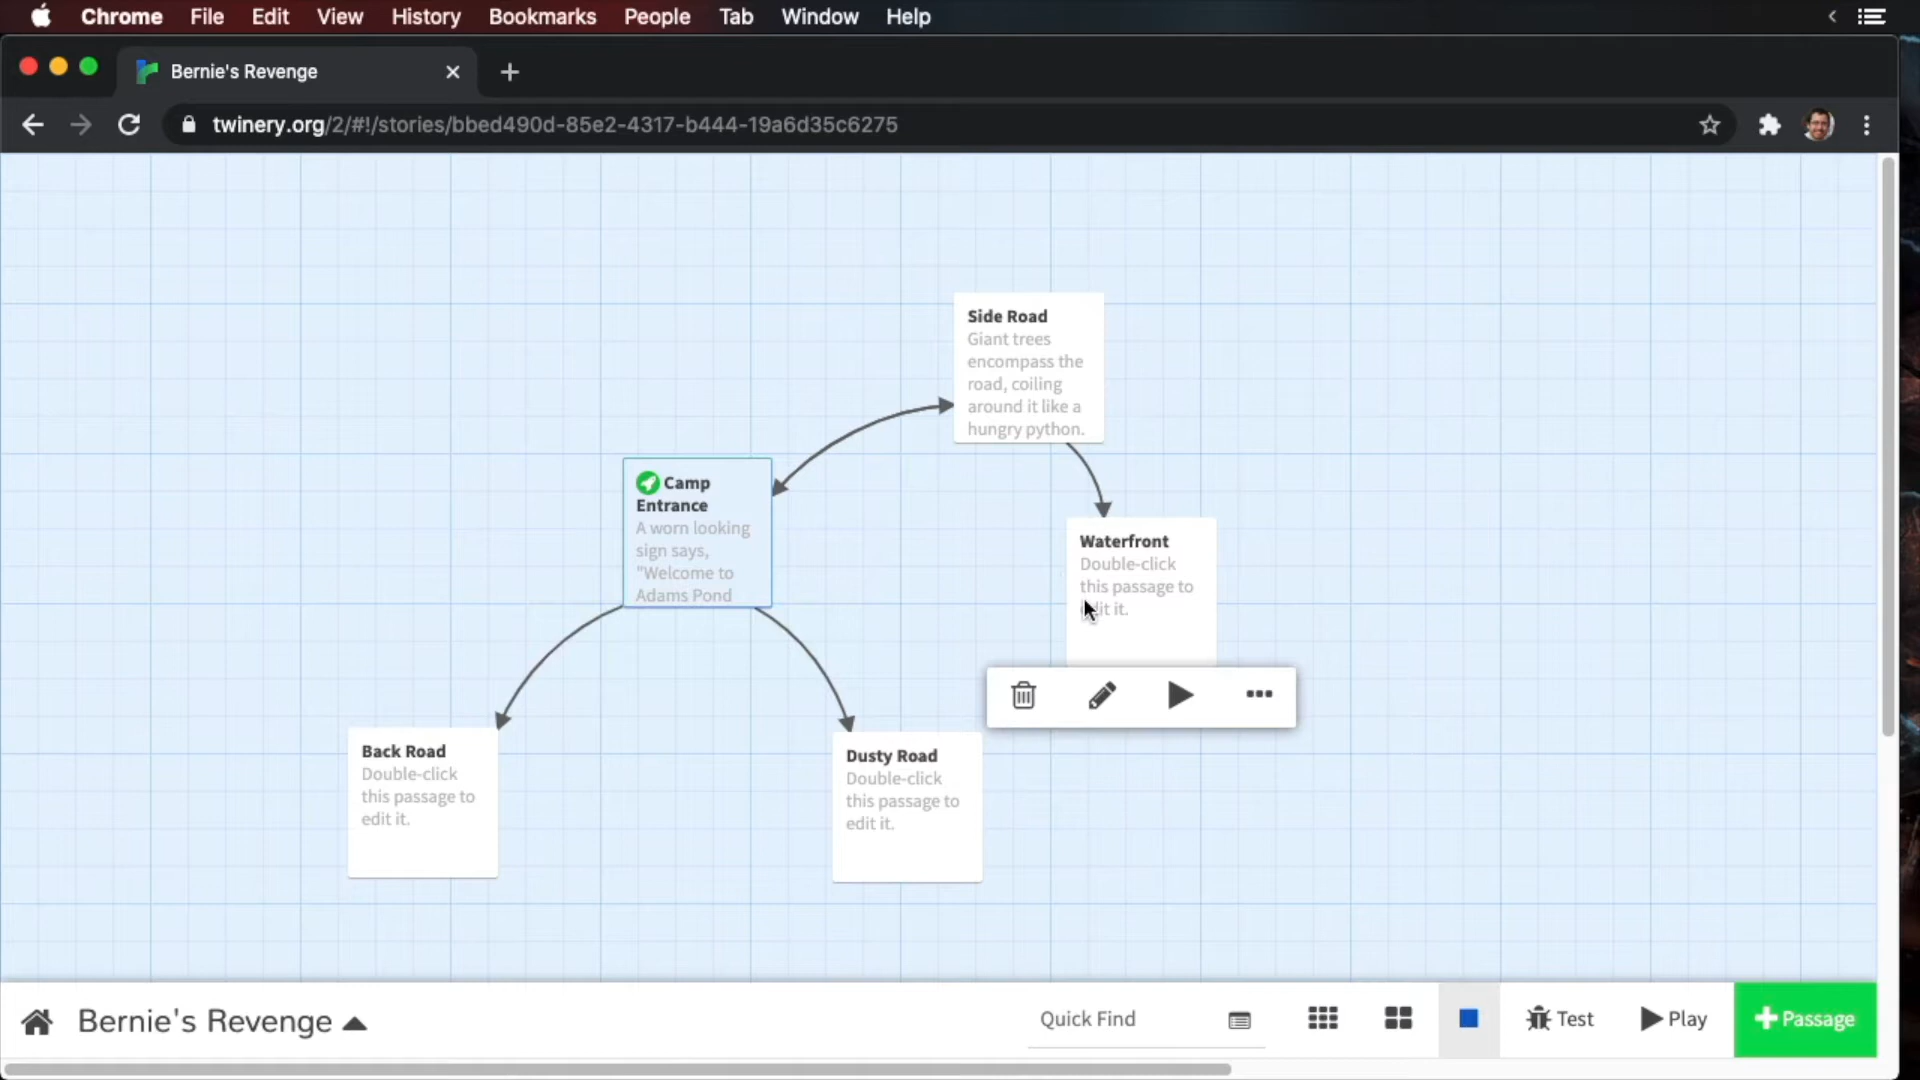 Chrome File Edit View History Bookmarks People Tab Window Help
Bernie's Revenge
twinery.org/2/#!/stories/bbed490d-85e2-4317-b444-19a6d35c6275
Side Road
Giant trees
encompass the
road, coiling
around it like a
hungry python.
Camp
Entrance
A worn looking
sign says,
"Welcome to
Adams Pond
Waterfront
Double-click
this passage to
edit it.
Back Road
Double-click
this passage to
edit it.
Dusty Road
Double-click
this passage to
edit it.
Bernie's Revenge
Quick Find
Test
Play
Passage